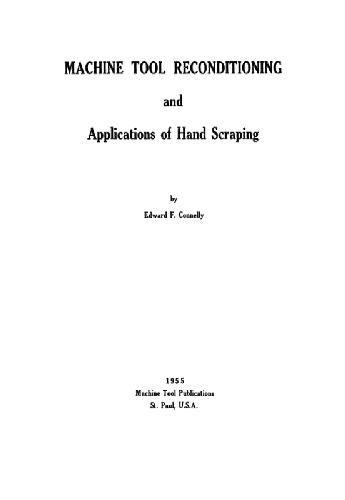 MACHINE TOOL RECONDITIONING
and
Applications of Hand Scraping
by
Edward F. Connelly
1955
Machine Tool Publications
St. Paul, U.S.A.